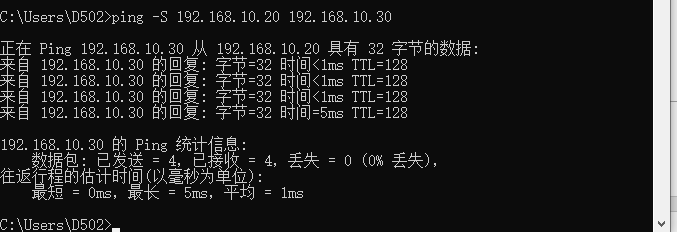 C:\Users\D502>ping -S 192.168.10.20 192.168.10.30
正在 Ping 192.168.10.30 从 192.168.10.20 具有 32 字节的数据:
来自 192.168.10.30 的回复: 字节=32 时间<1ms TTL=128
来自 192.168.10.30 的回复: 字节=32 时间<1ms TTL=128
来自 192.168.10.30 的回复: 字节=32 时间<1ms TTL=128
来自 192.168.10.30 的回复: 字节=32 时间=5ms TTL=128
192.168.10.30 的 Ping 统计信息:
数据包: 已发送 = 4, 已接收 = 4, 丢失 = 0 (0% 丢失),
往返行程的估计时间(以毫秒为单位):
最短 = 0ms, 最长 = 5ms, 平均 = 1ms
C:\Users\D502>